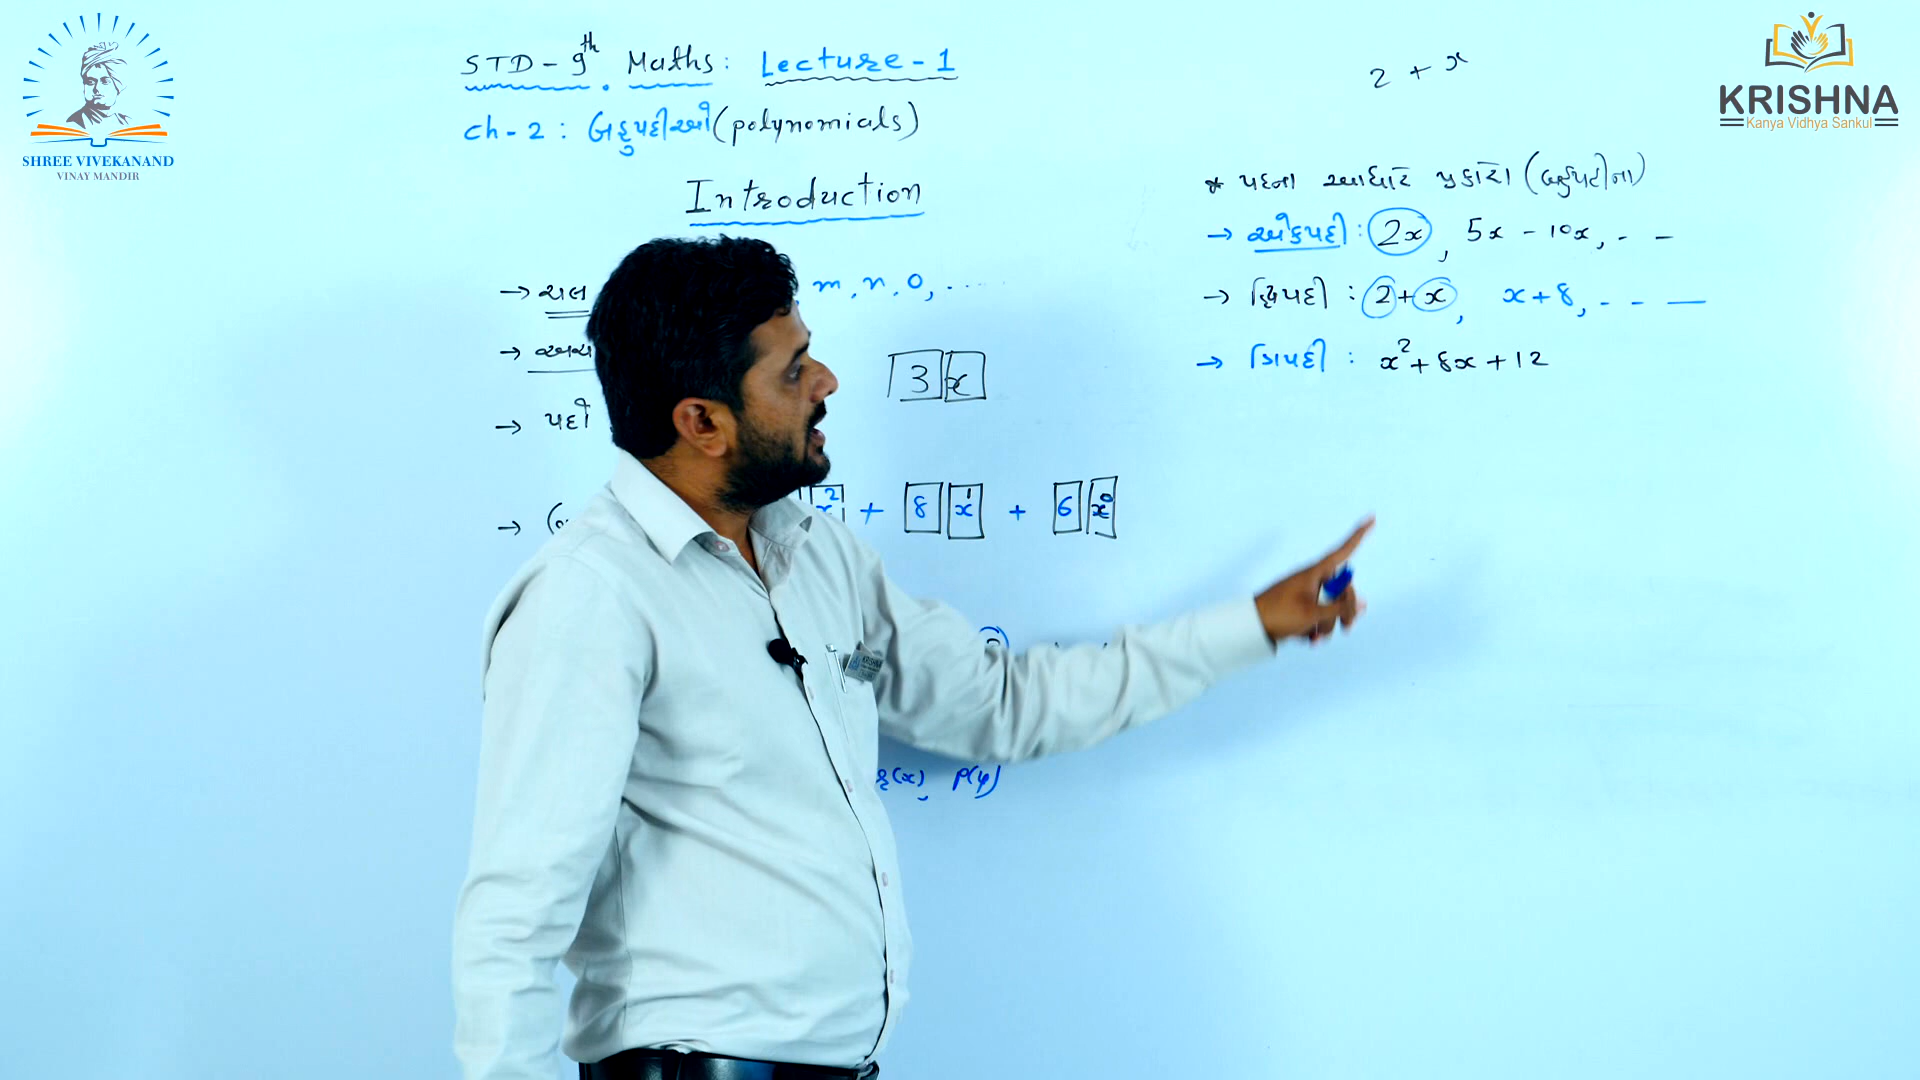 SHREE VIVEKANAND
VINAY MANDIR
KRISHNA
Kanya Vidhya Sankul
STD - 9th Maths: Lecture - 1
ch - 2 : બહુપદીઓ (polynomials)
Introduction
→ ચલ m, n, o, ....
→ અચ
3 x
→ પદો
→ x² + 8 x¹ + 6 x⁰
p(y)
2 + x
* પદના આધારે પ્રકારો (બહુપદીના)
→ એકપદી : 2x, 5x - 10x, - -
→ દ્વિપદી : 2 + x, x + 8, - - —
→ ત્રિપદી : x² + 8x + 12